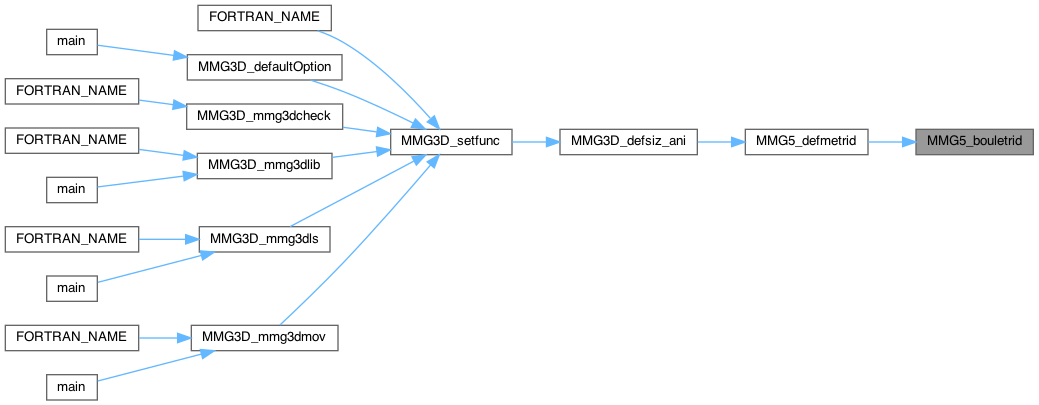 FORTRAN_NAME
main
MMG3D_defaultOption
FORTRAN_NAME
MMG3D_mmg3dcheck
FORTRAN_NAME
MMG3D_setfunc
MMG3D_defsiz_ani
MMG5_defmetrid
MMG5_bouletrid
MMG3D_mmg3dlib
main
FORTRAN_NAME
MMG3D_mmg3dls
main
FORTRAN_NAME
MMG3D_mmg3dmov
main